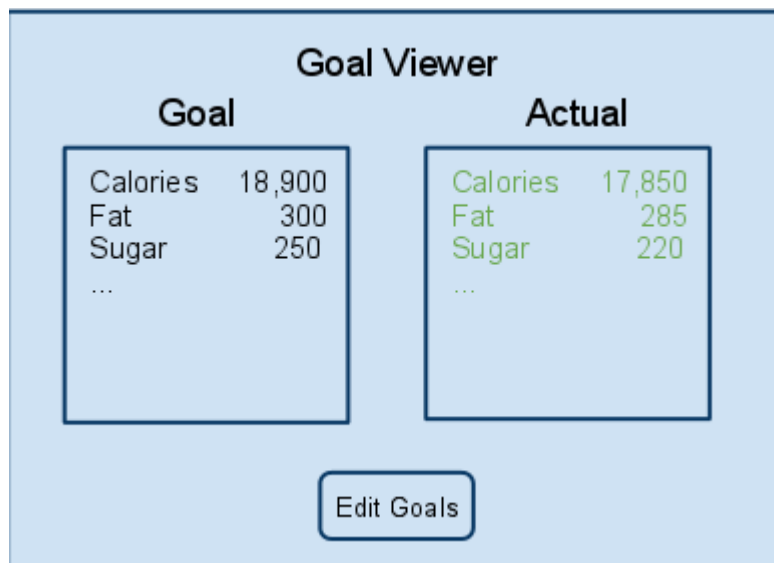 Goal Viewer
Goal
Calories 18,900
Fat 300
Sugar 250
...
Actual
Calories 17,850
Fat 285
Sugar 220
...
Edit Goals